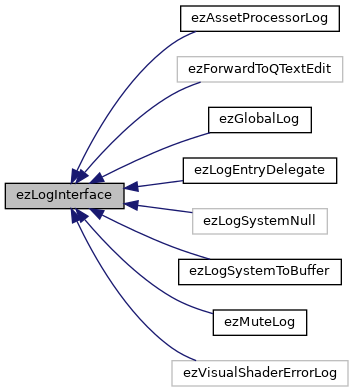 ezAssetProcessorLog
ezForwardToQTextEdit
ezGlobalLog
ezLogEntryDelegate
ezLogInterface
ezLogSystemNull
ezLogSystemToBuffer
ezMuteLog
ezVisualShaderErrorLog